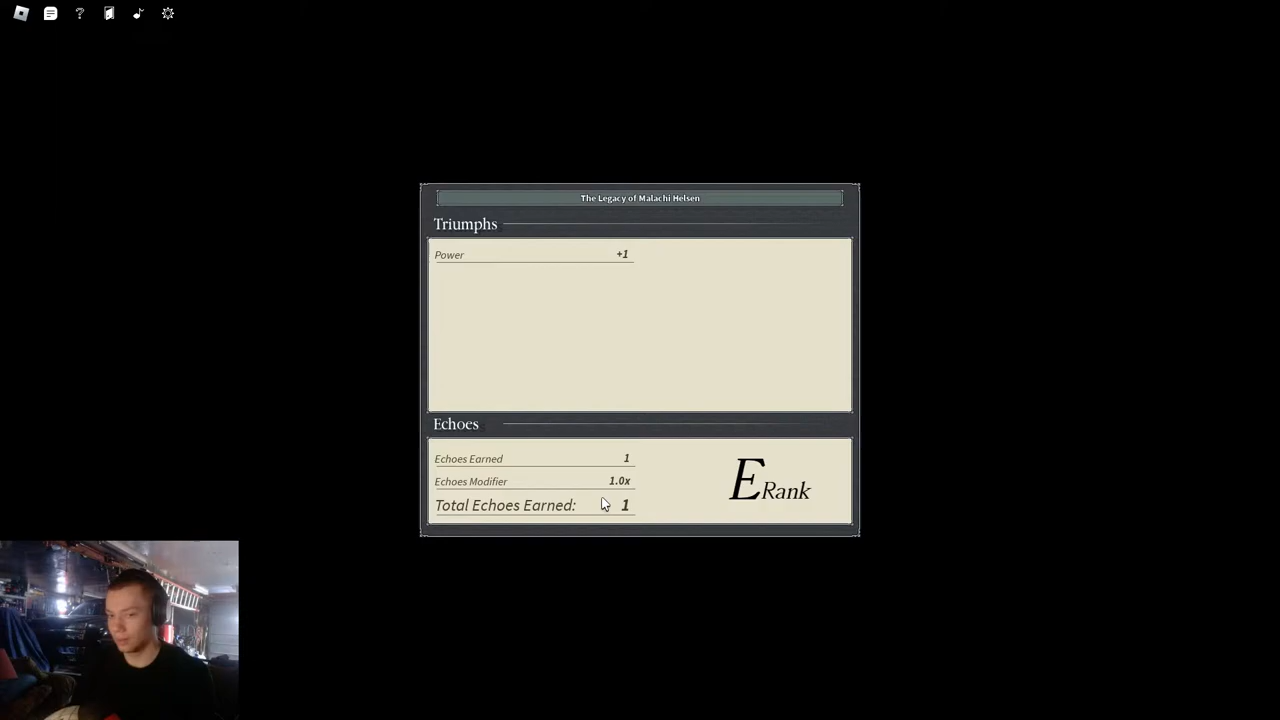 The Legacy of Malachi Helsen
Triumphs
Power +1
Echoes
Echoes Earned 1
Echoes Modifier 1.0x
Total Echoes Earned: 1
E Rank